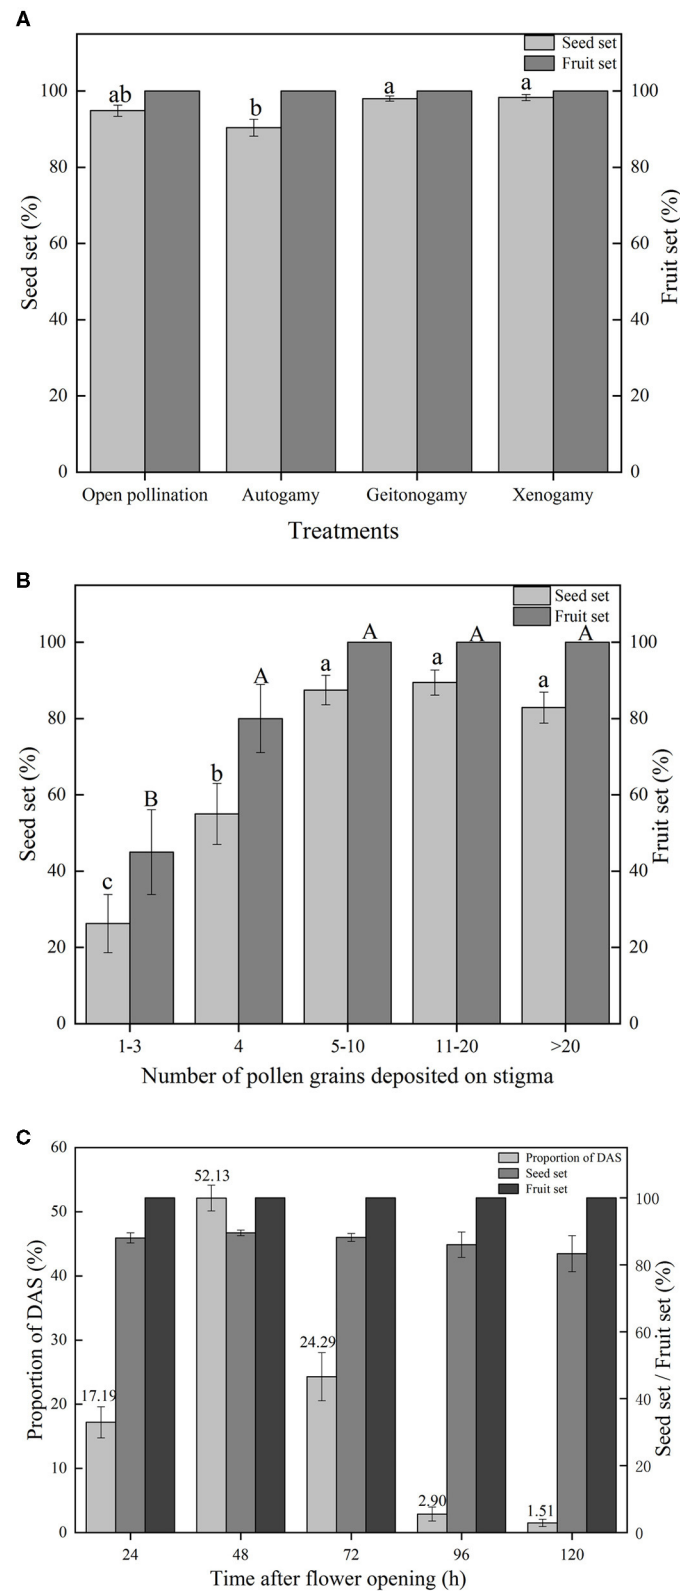 A
Seed set
Fruit set
ab
b
a
a
100
80
60
40
20
0
100
80
60
40
20
0
Seed set (%)
Fruit set (%)
Open pollination Autogamy Geitonogamy Xenogamy
Treatments
B
Seed set
Fruit set
c
B
b
A
a
A
a
A
a
A
100
80
60
40
20
0
100
80
60
40
20
0
Seed set (%)
Fruit set (%)
1-3 4 5-10 11-20 >20
Number of pollen grains deposited on stigma
C
Proportion of DAS
Seed set
Fruit set
17.19
52.13
24.29
2.90
1.51
60
50
40
30
20
10
0
100
80
60
40
20
0
Proportion of DAS (%)
Seed set / Fruit set (%)
24 48 72 96 120
Time after flower opening (h)